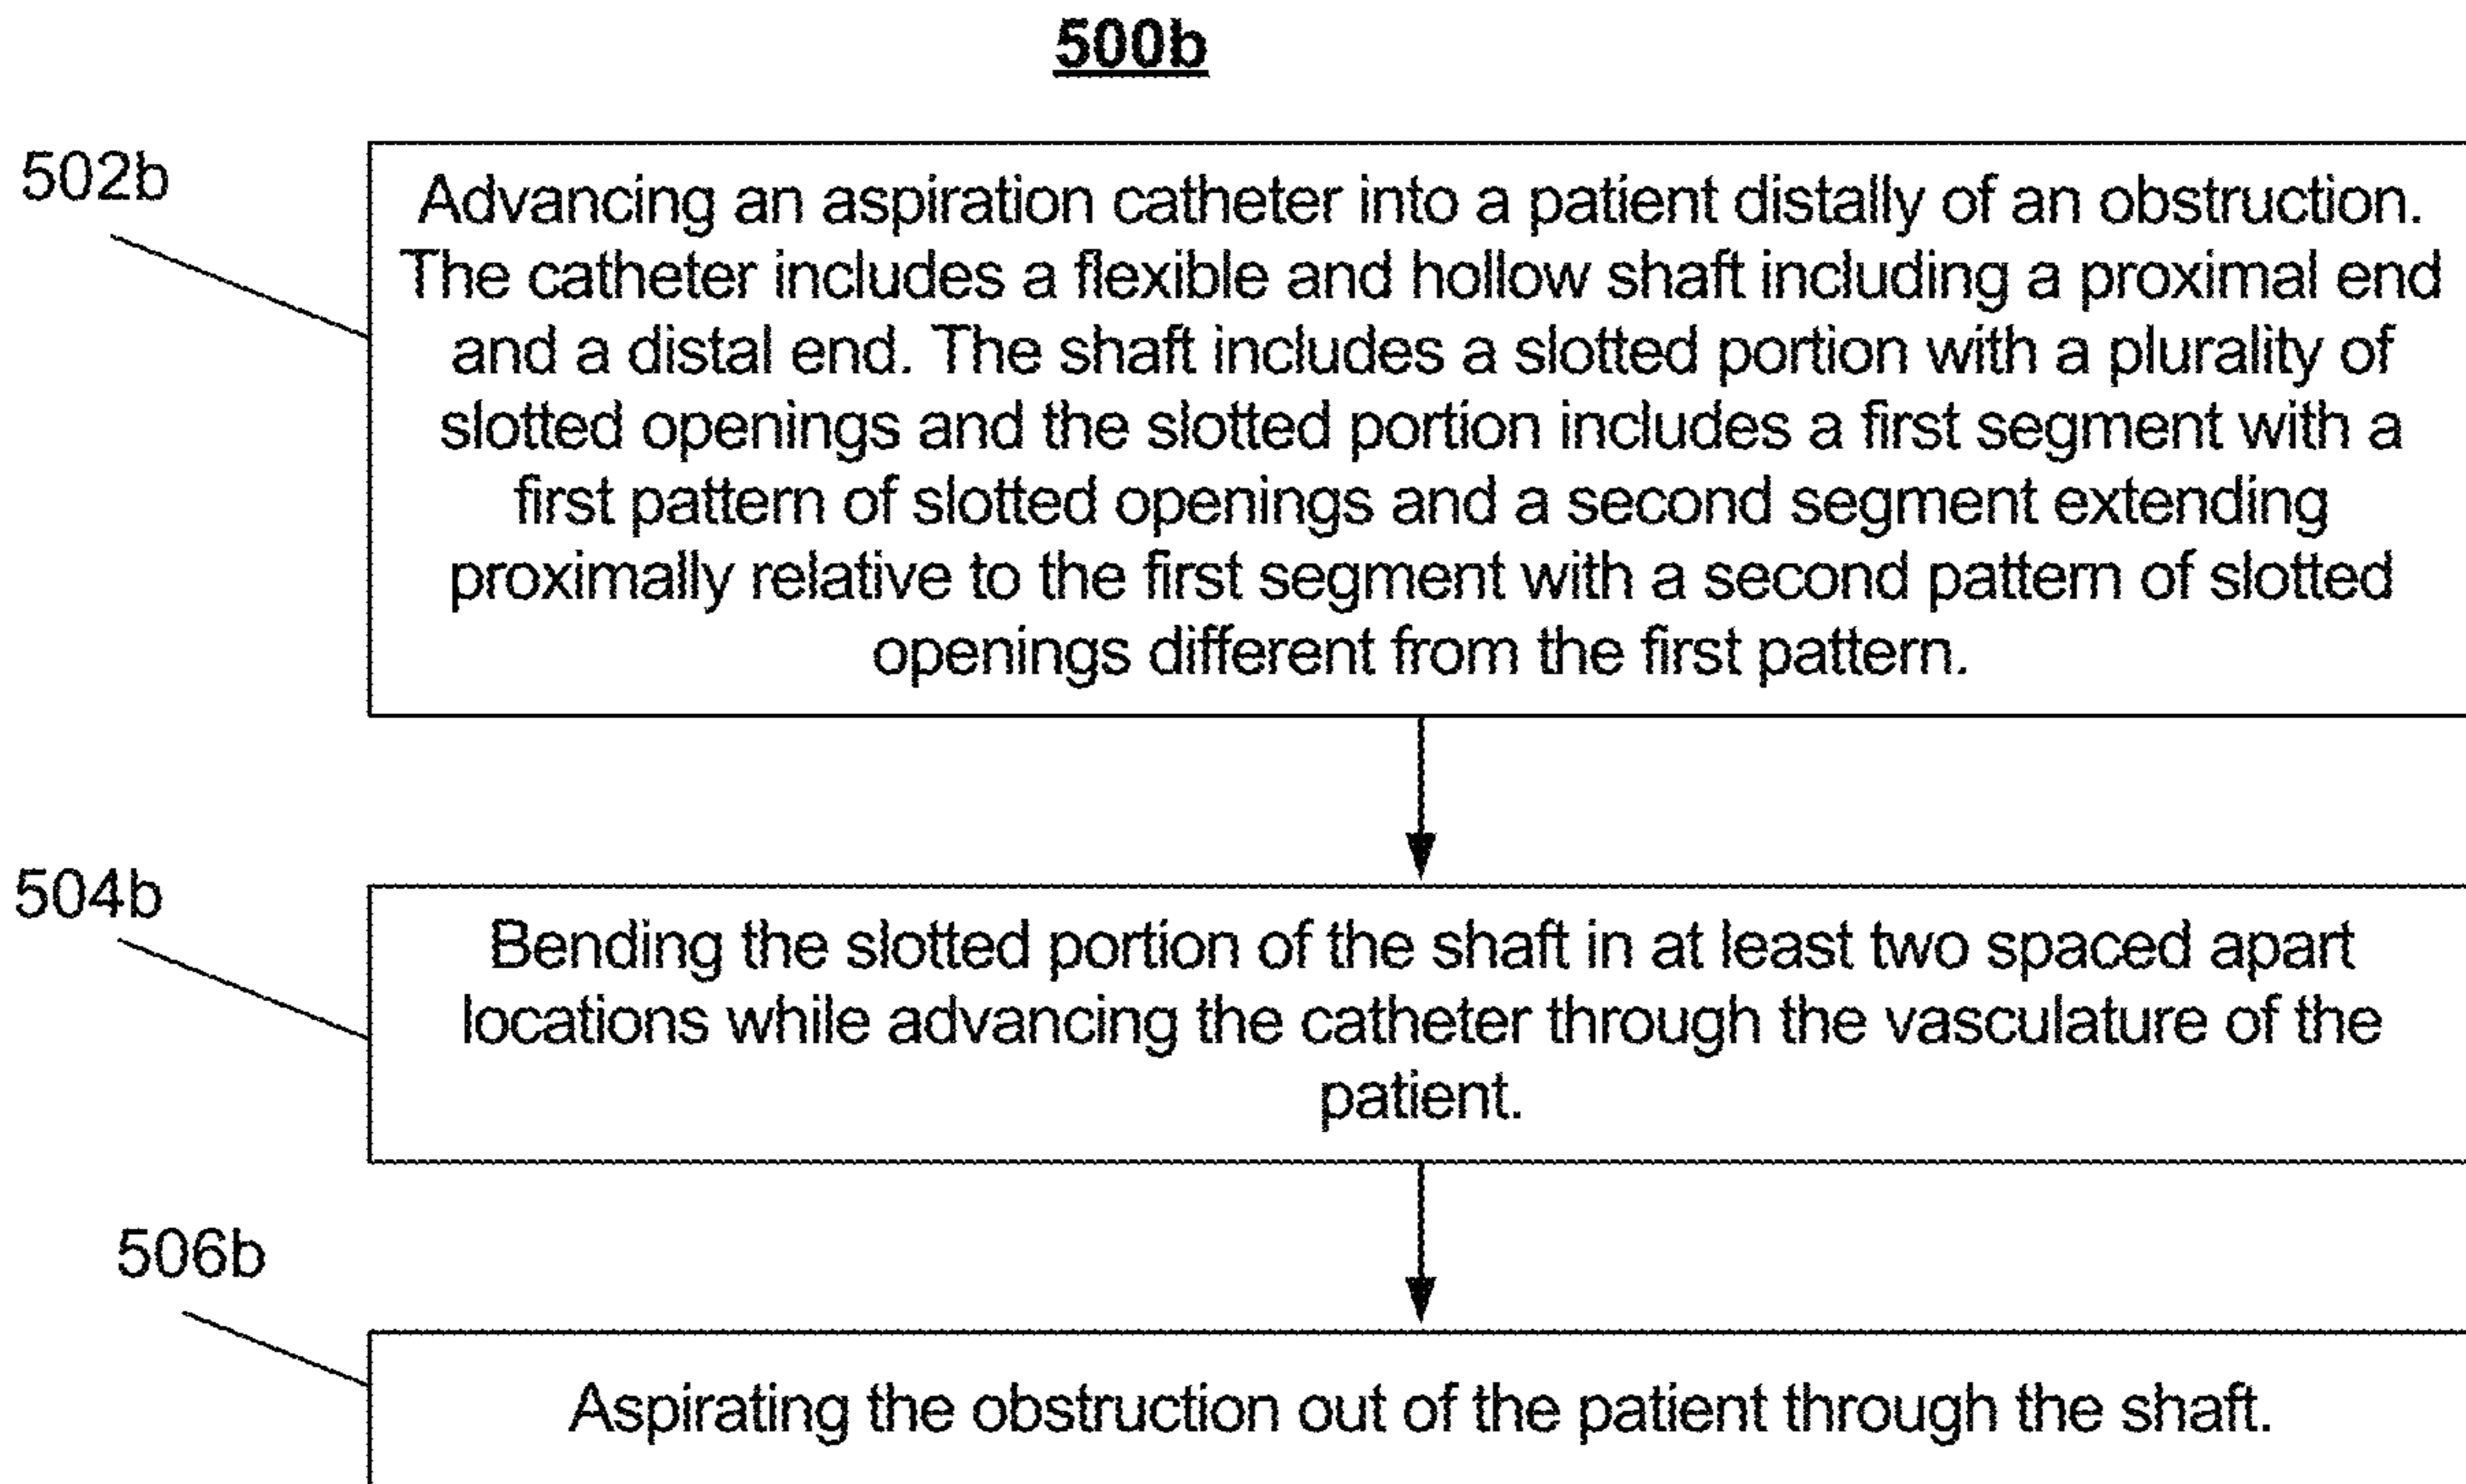 500b
502b
Advancing an aspiration catheter into a patient distally of an obstruction.
The catheter includes a flexible and hollow shaft including a proximal end
and a distal end. The shaft includes a slotted portion with a plurality of
slotted openings and the slotted portion includes a first segment with a
first pattern of slotted openings and a second segment extending
proximally relative to the first segment with a second pattern of slotted
openings different from the first pattern.
504b
Bending the slotted portion of the shaft in at least two spaced apart
locations while advancing the catheter through the vasculature of the
patient.
506b
Aspirating the obstruction out of the patient through the shaft.